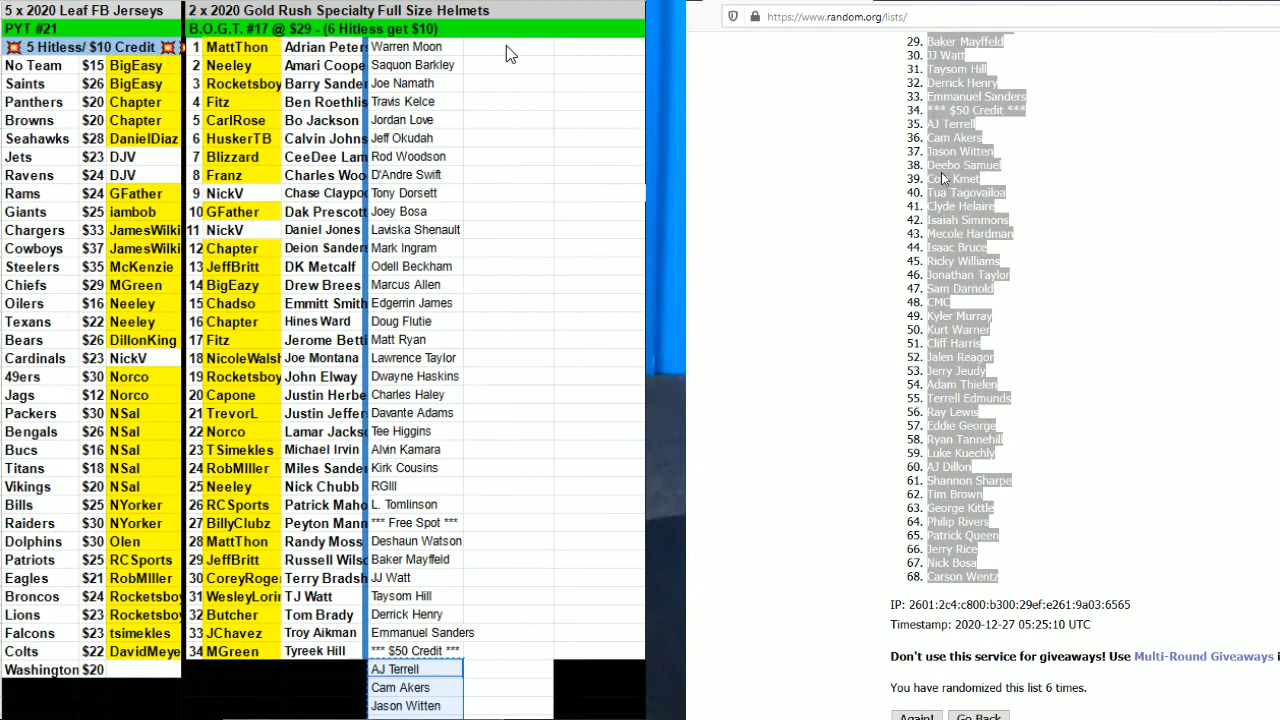 5 x 2020 Leaf FB Jerseys
PYT #21
5 Hitless/ $10 Credit
No Team $15 BigEasy
Saints $26 BigEasy
Panthers $20 Chapter
Browns $20 Chapter
Seahawks $28 DanielDiaz
Jets $23 DJV
Ravens $24 DJV
Rams $24 GFather
Giants $25 iambob
Chargers $33 JamesWilki
Cowboys $37 JamesWilki
Steelers $35 McKenzie
Chiefs $29 MGreen
Oilers $16 Neeley
Texans $22 Neeley
Bears $26 DillonKing
Cardinals $23 NickV
49ers $30 Norco
Jags $12 Norco
Packers $30 NSal
Bengals $26 NSal
Bucs $16 NSal
Titans $18 NSal
Vikings $20 NSal
Bills $25 NYorker
Raiders $30 NYorker
Dolphins $30 Olen
Patriots $25 RCSports
Eagles $21 RobMIller
Broncos $24 Rocketsboy
Lions $23 Rocketsboy
Falcons $23 tsimekles
Colts $22 DavidMeye
Washington $20
2 x 2020 Gold Rush Specialty Full Size Helmets
B.O.G.T. #17 @ $29 - (6 Hitless get $10)
1 MattThon Adrian Peter Warren Moon
2 Neeley Amari Coope Saquon Barkley
3 Rocketsboy Barry Sander Joe Namath
4 Fitz Ben Roethlis Travis Kelce
5 CarlRose Bo Jackson Jordan Love
6 HuskerTB Calvin Johns Jeff Okudah
7 Blizzard CeeDee Lam Rod Woodson
8 Franz Charles Woo D'Andre Swift
9 NickV Chase Claypo Tony Dorsett
10 GFather Dak Prescott Joey Bosa
11 NickV Daniel Jones Laviska Shenault
12 Chapter Deion Sander Mark Ingram
13 JeffBritt DK Metcalf Odell Beckham
14 BigEazy Drew Brees Marcus Allen
15 Chadso Emmitt Smith Edgerrin James
16 Chapter Hines Ward Doug Flutie
17 Fitz Jerome Betti Matt Ryan
18 NicoleWalsh Joe Montana Lawrence Taylor
19 Rocketsboy John Elway Dwayne Haskins
20 Capone Justin Herbe Charles Haley
21 TrevorL Justin Jeffer Davante Adams
22 Norco Lamar Jacks Tee Higgins
23 TSimekles Michael Irvin Alvin Kamara
24 RobMIller Miles Sander Kirk Cousins
25 Neeley Nick Chubb RGIII
26 RCSports Patrick Maho L. Tomlinson
27 BillyClubz Peyton Mann *** Free Spot ***
28 MattThon Randy Moss Deshaun Watson
29 JeffBritt Russell Wils Baker Mayffeld
30 CoreyRoge Terry Bradsh JJ Watt
31 WesleyLorin TJ Watt Taysom Hill
32 Butcher Tom Brady Derrick Henry
33 JChavez Troy Aikman Emmanuel Sanders
34 MGreen Tyreek Hill *** $50 Credit ***
AJ Terrell
Cam Akers
Jason Witten
https://www.random.org/lists/
29. Baker Mayffeld
30. JJ Watt
31. Taysom Hill
32. Derrick Henry
33. Emmanuel Sanders
34. *** $50 Credit ***
35. AJ Terrell
36. Cam Akers
37. Jason Witten
38. Deebo Samuel
39. Kmet
40. Tua Tagovailoa
41. Clyde Helaire
42. Isaiah Simmons
43. Mecole Hardman
44. Isaac Bruce
45. Ricky Williams
46. Jonathan Taylor
47. Sam Darnold
48. CMC
49. Kyler Murray
50. Kurt Warner
51. Cliff Harris
52. Jalen Reagor
53. Jerry Jeudy
54. Adam Thielen
55. Terrell Edmunds
56. Ray Lewis
57. Eddie George
58. Ryan Tannehill
59. Luke Kuechly
60. AJ Dillon
61. Shannon Sharpe
62. Tim Brown
63. George Kittle
64. Philip Rivers
65. Patrick Queen
66. Jerry Rice
67. Nick Bosa
68. Carson Wentz
IP: 2601:2c4:c800:b300:29ef:e261:9a03:6565
Timestamp: 2020-12-27 05:25:10 UTC
Don't use this service for giveaways! Use Multi-Round Giveaways i
You have randomized this list 6 times.
Again! Go Back